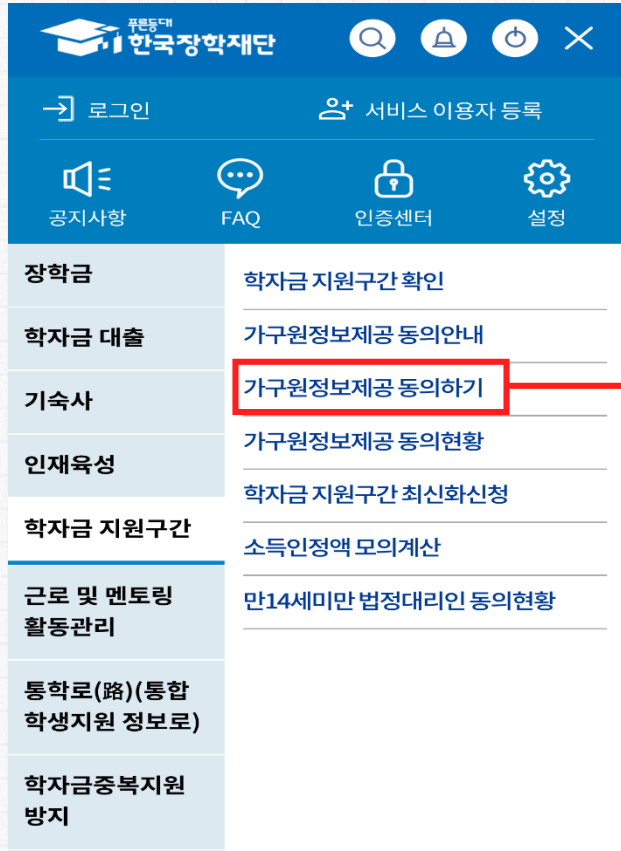 푸른등대
한국장학재단
로그인
서비스 이용자 등록
공지사항
FAQ
인증센터
설정
장학금
학자금 대출
기숙사
인재육성
학자금 지원구간
근로 및 멘토링
활동관리
통학로(路)(통합
학생지원 정보로)
학자금중복지원
방지
학자금 지원구간 확인
가구원정보제공 동의안내
가구원정보제공 동의하기
가구원정보제공 동의현황
학자금 지원구간 최신화신청
소득인정액 모의계산
만14세미만 법정대리인 동의현황